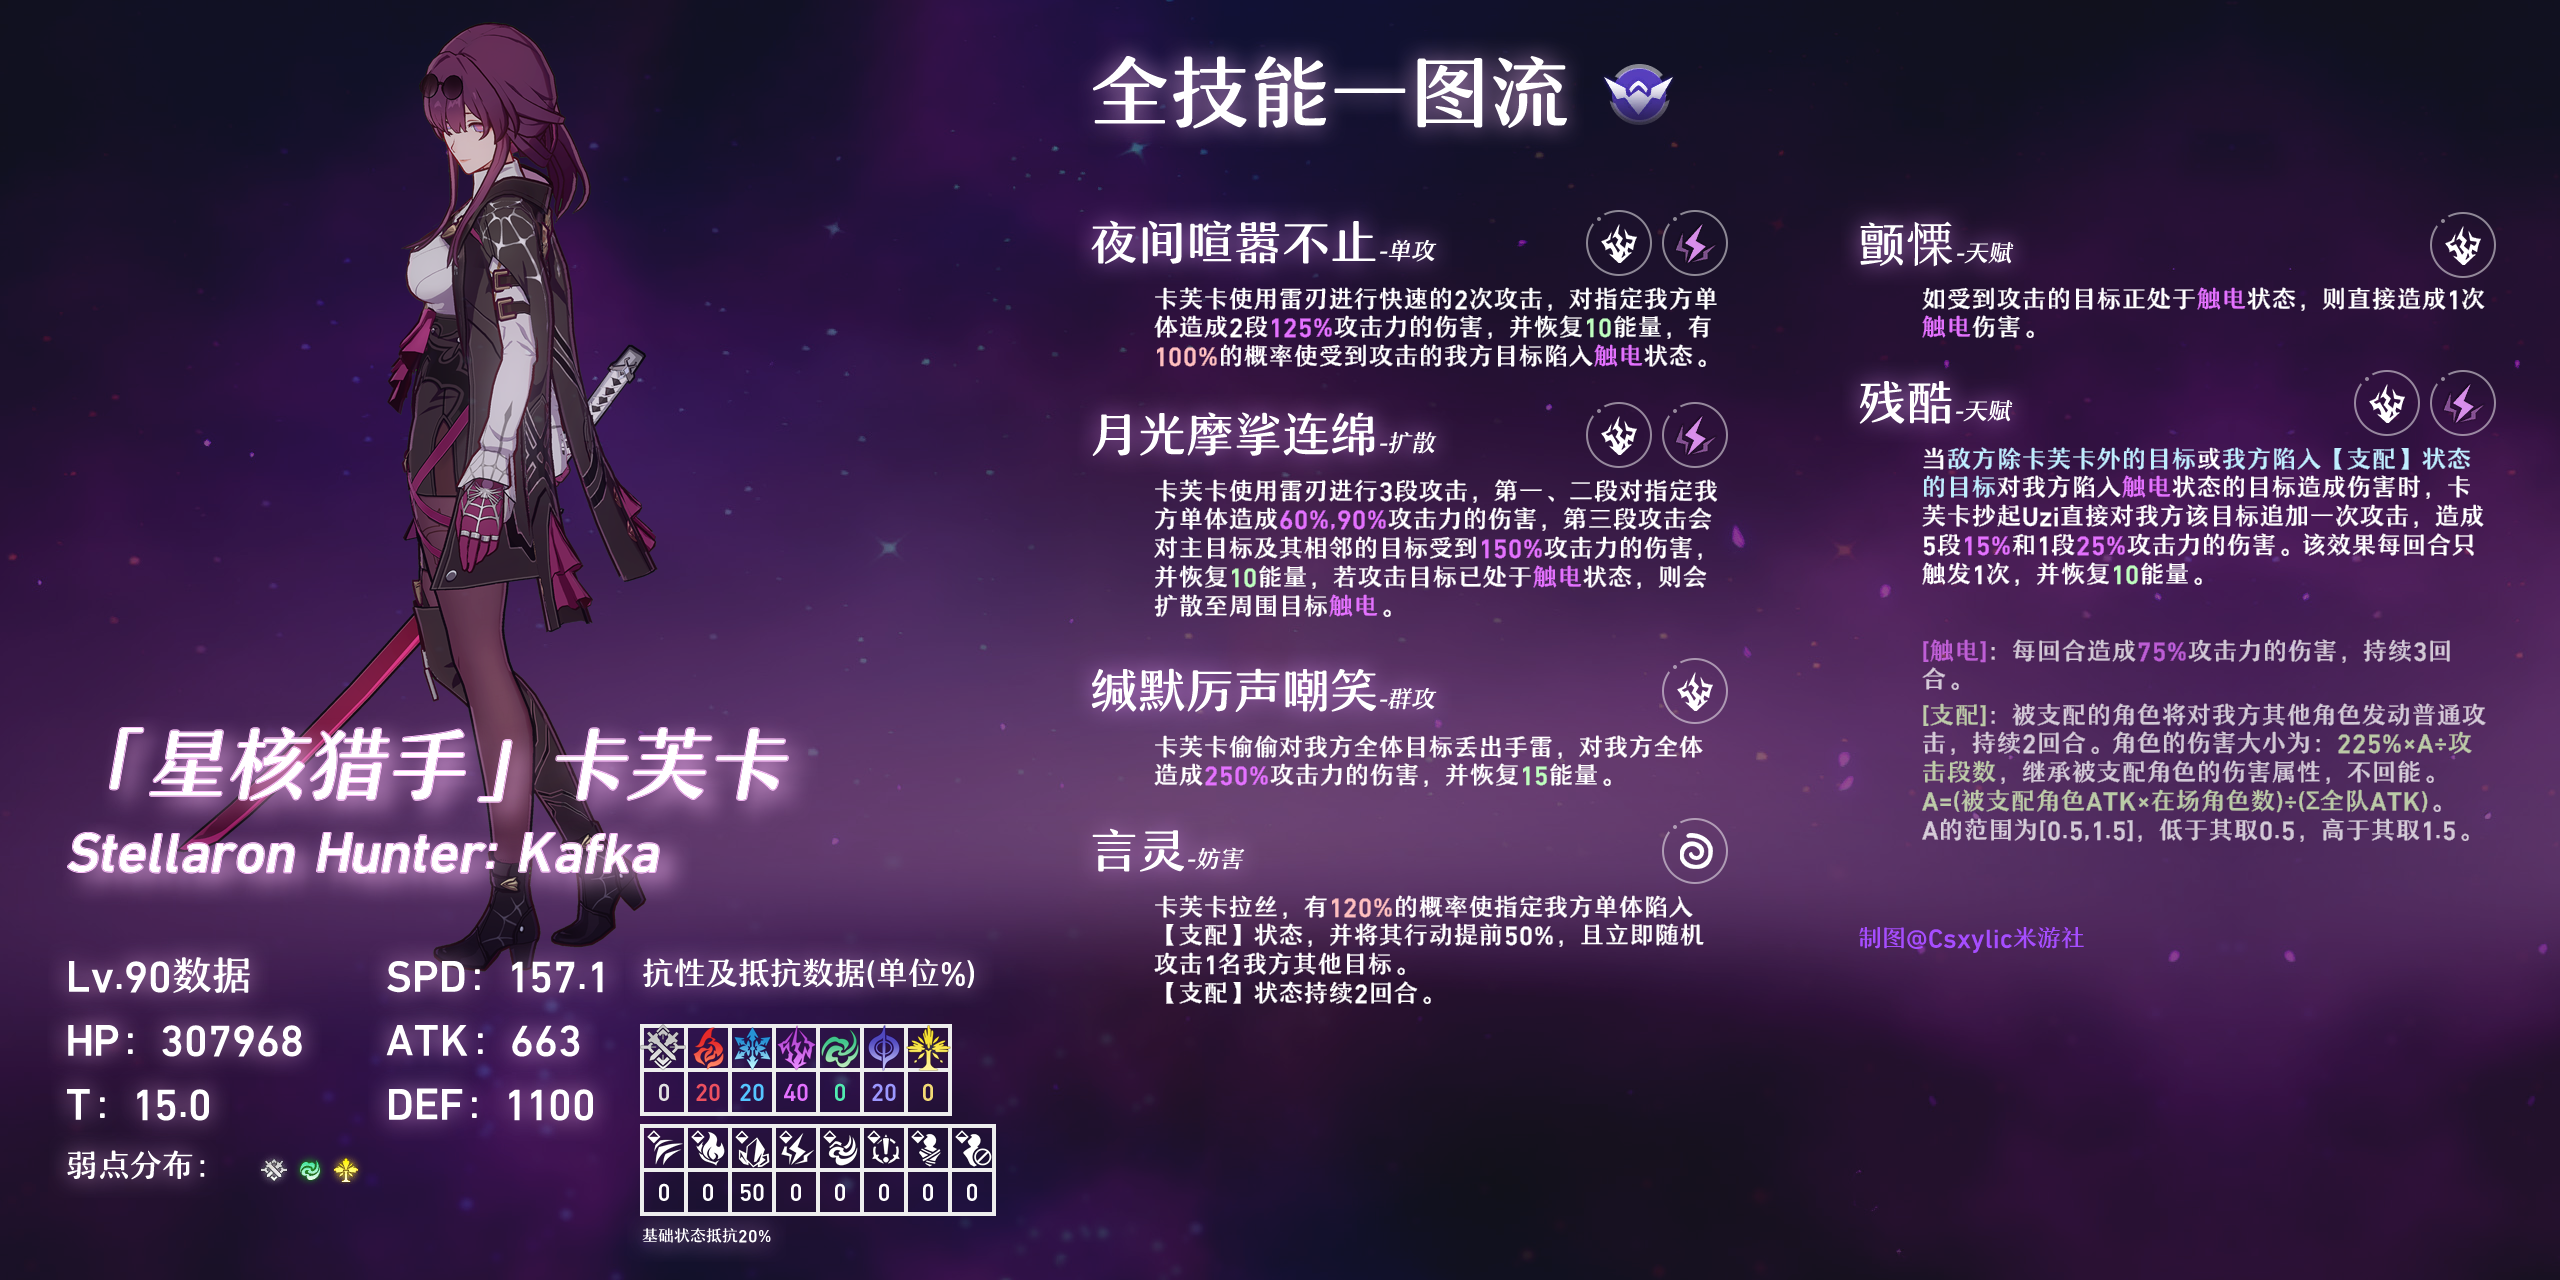 全技能一图流
「星核猎手」卡芙卡
Stellaron Hunter: Kafka
Lv.90数据
SPD：157.1
HP：307968
ATK：663
T：15.0
DEF：1100
弱点分布：
抗性及抵抗数据(单位%)
0 20 20 40 0 20 0
0 0 50 0 0 0 0 0
基础状态抵抗20%
夜间喧嚣不止-单攻
卡芙卡使用雷刃进行快速的2次攻击，对指定我方单
体造成2段125%攻击力的伤害，并恢复10能量，有
100%的概率使受到攻击的我方目标陷入触电状态。
月光摩挲连绵-扩散
卡芙卡使用雷刃进行3段攻击，第一、二段对指定我
方单体造成60%,90%攻击力的伤害，第三段攻击会
对主目标及其相邻的目标受到150%攻击力的伤害，
并恢复10能量，若攻击目标已处于触电状态，则会
扩散至周围目标触电。
缄默厉声嘲笑-群攻
卡芙卡偷偷对我方全体目标丢出手雷，对我方全体
造成250%攻击力的伤害，并恢复15能量。
言灵-妨害
卡芙卡拉丝，有120%的概率使指定我方单体陷入
【支配】状态，并将其行动提前50%，且立即随机
攻击1名我方其他目标。
【支配】状态持续2回合。
颤慄-天赋
如受到攻击的目标正处于触电状态，则直接造成1次
触电伤害。
残酷-天赋
当敌方除卡芙卡外的目标或我方陷入【支配】状态
的目标对我方陷入触电状态的目标造成伤害时，卡
芙卡抄起Uzi直接对我方该目标追加一次攻击，造成
5段15%和1段25%攻击力的伤害。该效果每回合只
触发1次，并恢复10能量。
[触电]：每回合造成75%攻击力的伤害，持续3回
合。
[支配]：被支配的角色将对我方其他角色发动普通攻
击，持续2回合。角色的伤害大小为：225%×A÷攻
击段数，继承被支配角色的伤害属性，不回能。
A=(被支配角色ATK×在场角色数)÷(Σ全队ATK)。
A的范围为[0.5,1.5]，低于其取0.5，高于其取1.5。
制图@Csxylic米游社